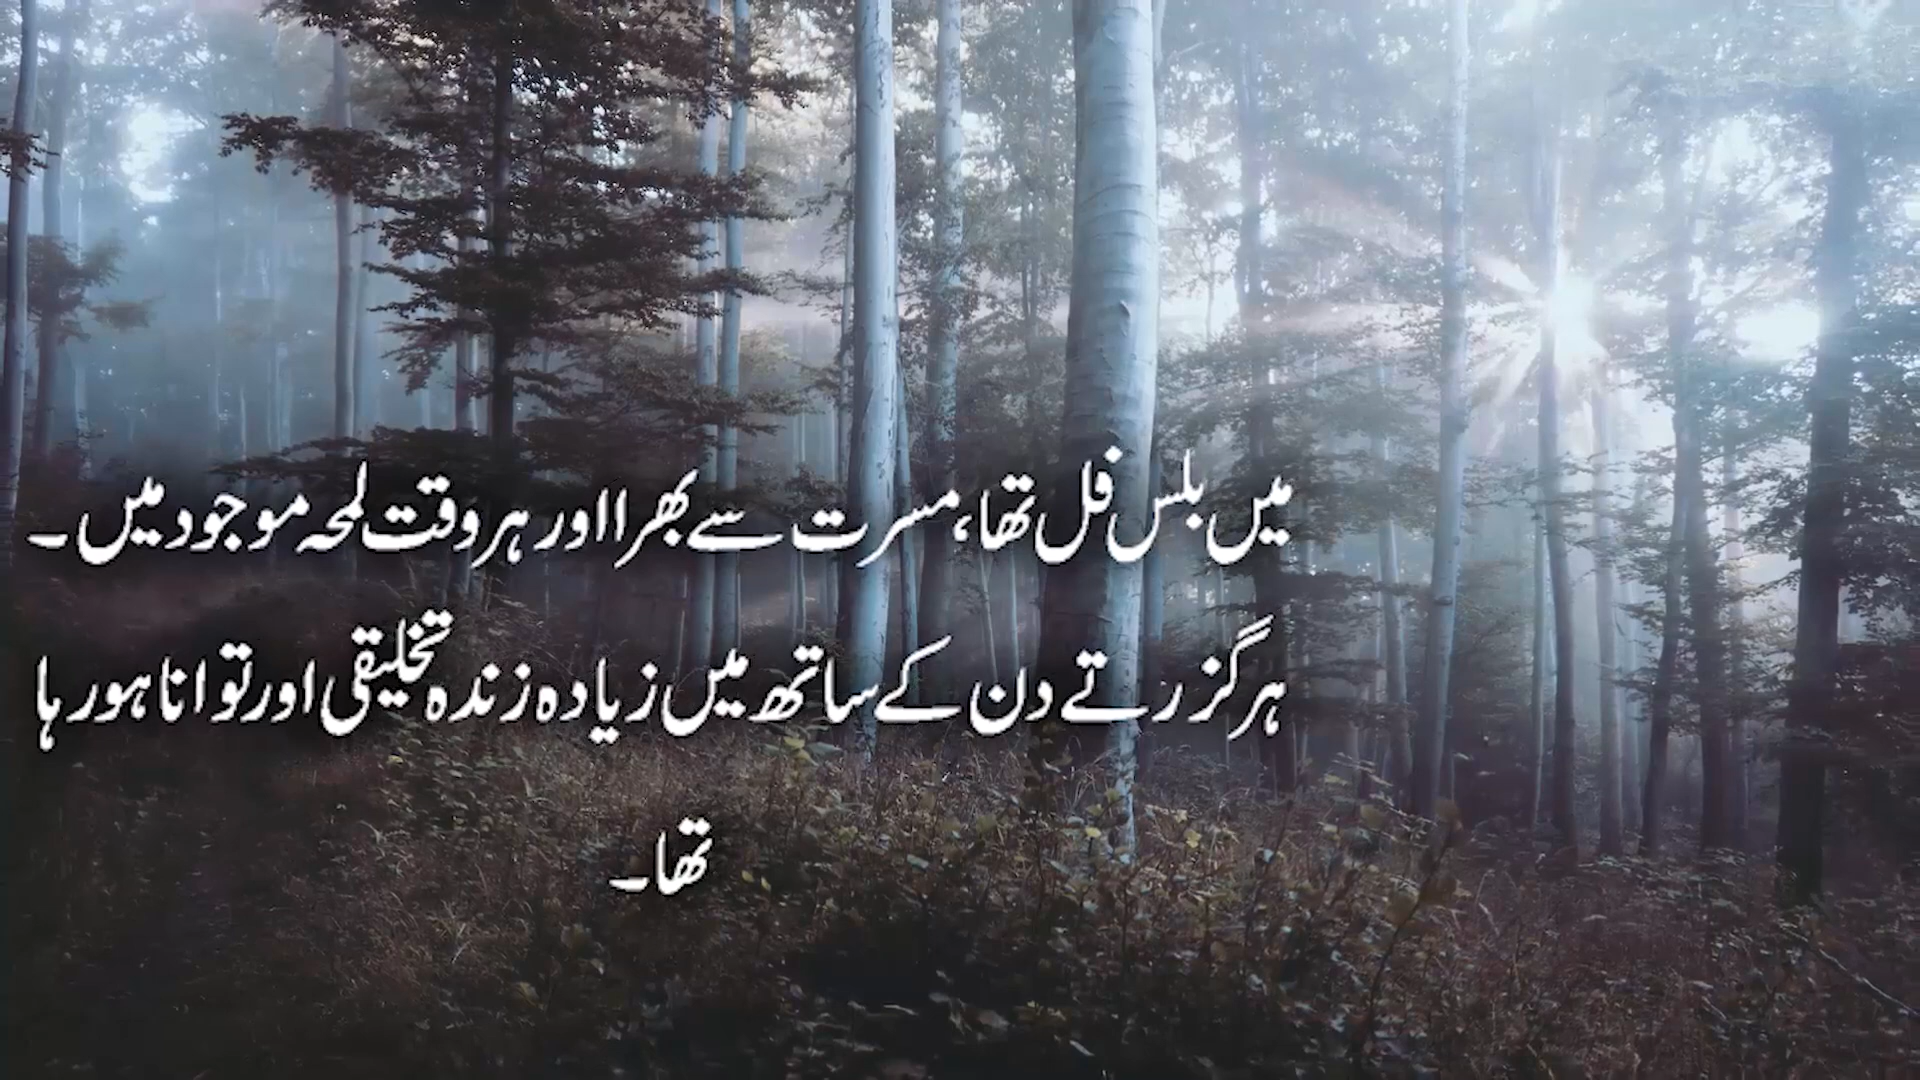 میں بلس فل تھا، مسرت سے بھرا اور ہر وقت لمحہ موجود میں۔
ہر گزرتے دن کے ساتھ میں زیادہ زندہ تخلیقی اور توانا ہو رہا
تھا۔